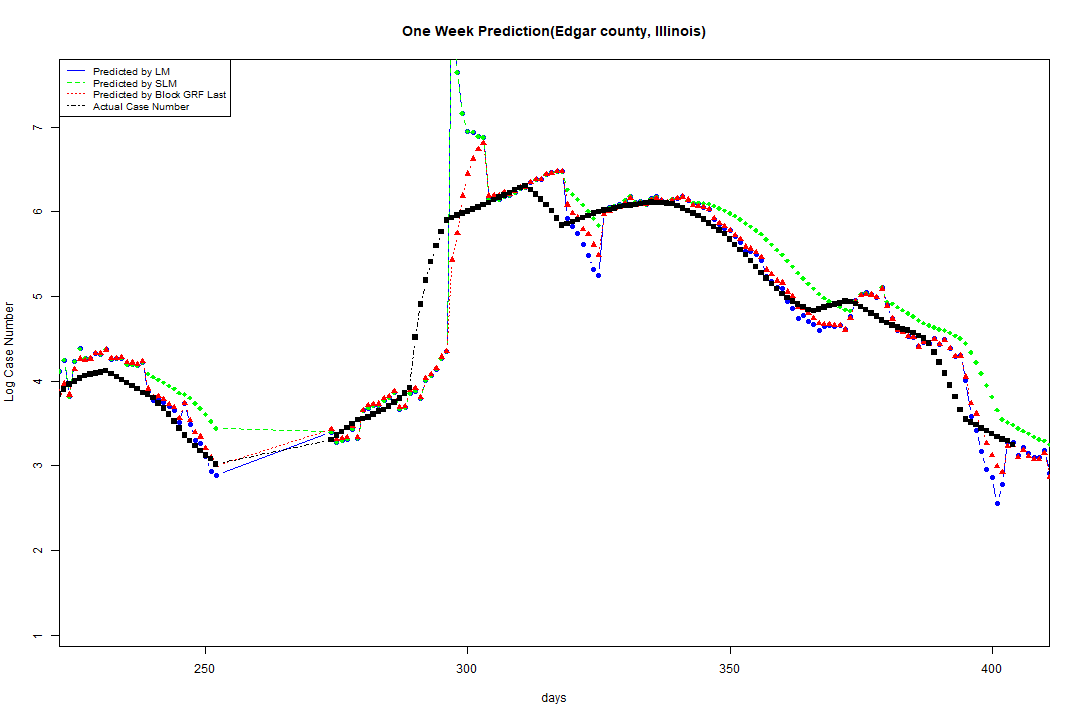 One Week Prediction(Edgar county, Illinois)
Predicted by LM
Predicted by SLM
Predicted by Block GRF Last
Actual Case Number
7
6
5
4
3
2
1
Log Case Number
250 300 350 400
days